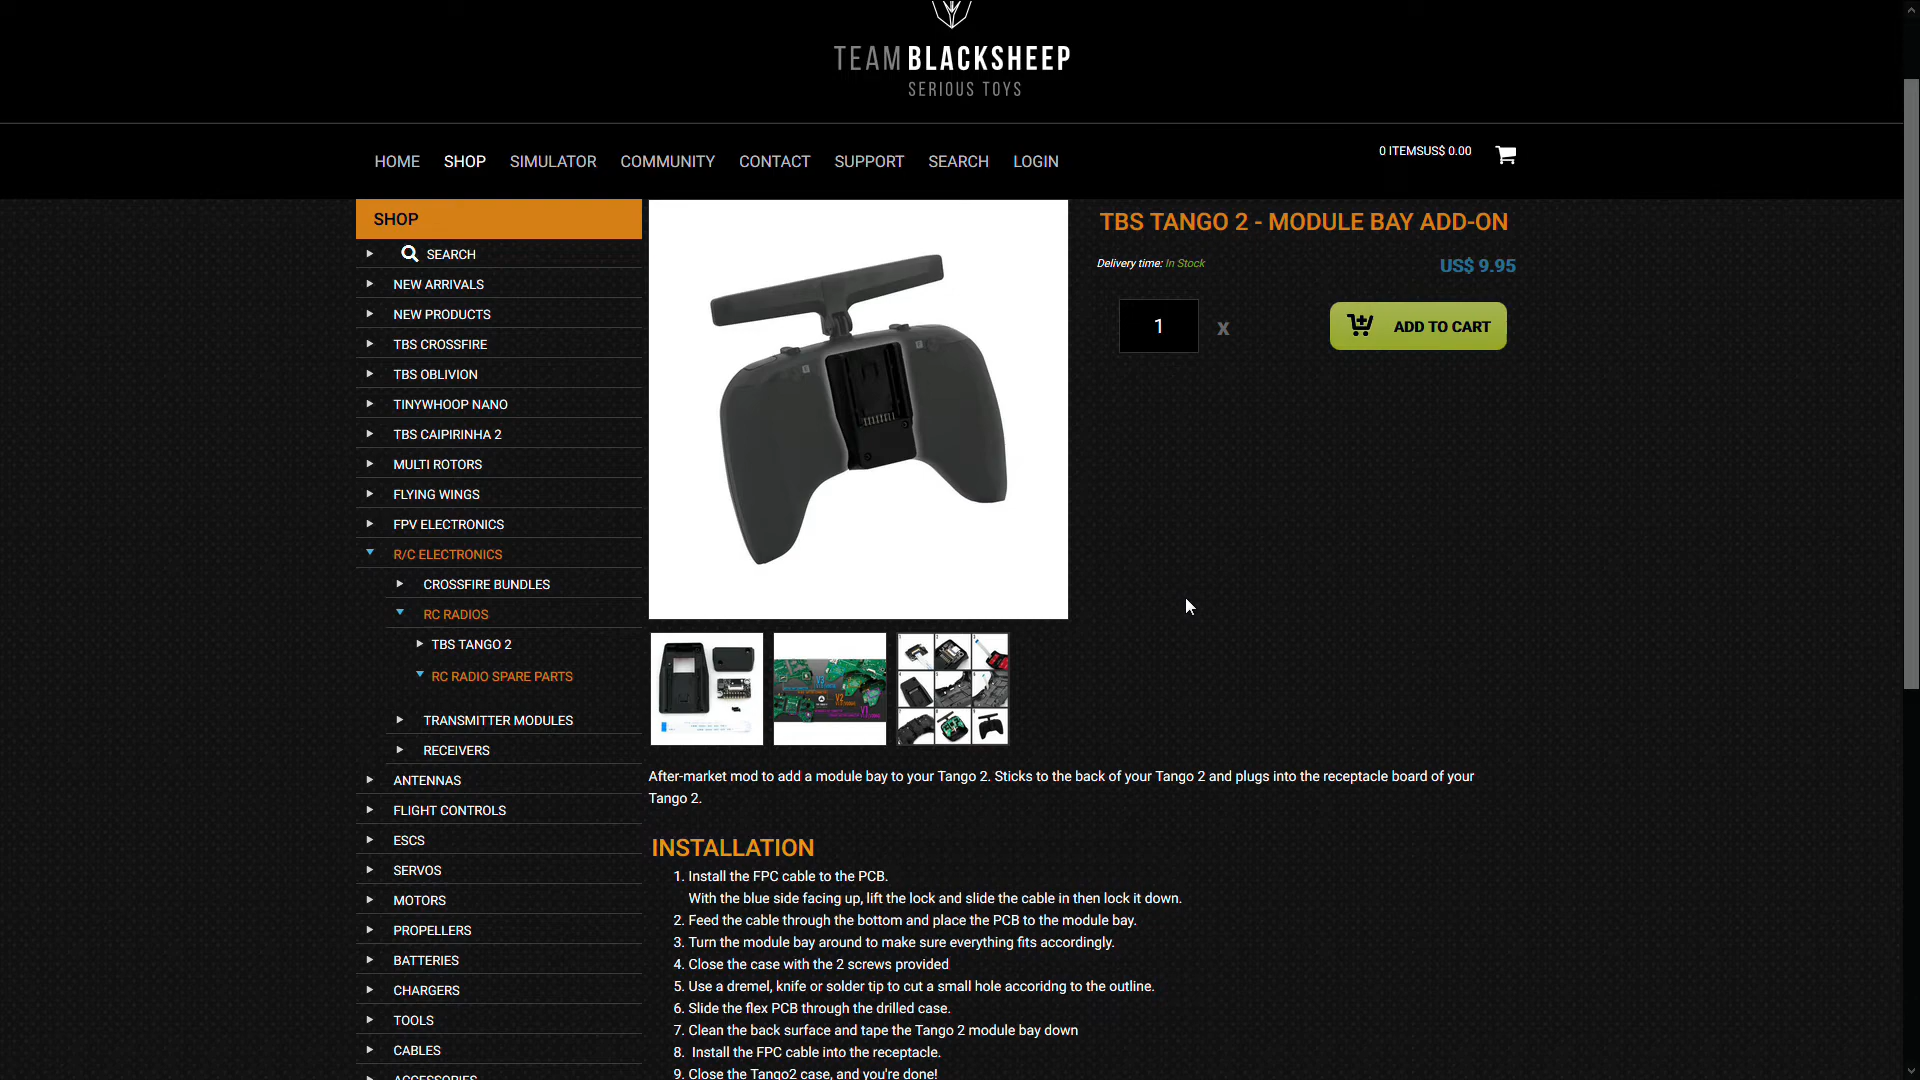 TEAM BLACKSHEEP
SERIOUS TOYS
HOME SHOP SIMULATOR COMMUNITY CONTACT SUPPORT SEARCH LOGIN
0 ITEMSUS$ 0.00
SHOP
SEARCH
NEW ARRIVALS
NEW PRODUCTS
TBS CROSSFIRE
TBS OBLIVION
TINYWHOOP NANO
TBS CAIPIRINHA 2
MULTI ROTORS
FLYING WINGS
FPV ELECTRONICS
R/C ELECTRONICS
CROSSFIRE BUNDLES
RC RADIOS
TBS TANGO 2
RC RADIO SPARE PARTS
TRANSMITTER MODULES
RECEIVERS
ANTENNAS
FLIGHT CONTROLS
ESCS
SERVOS
MOTORS
PROPELLERS
BATTERIES
CHARGERS
TOOLS
CABLES
ACCESSORIES
TBS TANGO 2 - MODULE BAY ADD-ON
Delivery time: In Stock
US$ 9.95
1 x
ADD TO CART
After-market mod to add a module bay to your Tango 2. Sticks to the back of your Tango 2 and plugs into the receptacle board of your
Tango 2.
INSTALLATION
1. Install the FPC cable to the PCB.
With the blue side facing up, lift the lock and slide the cable in then lock it down.
2. Feed the cable through the bottom and place the PCB to the module bay.
3. Turn the module bay around to make sure everything fits accordingly.
4. Close the case with the 2 screws provided
5. Use a dremel, knife or solder tip to cut a small hole accoridng to the outline.
6. Slide the flex PCB through the drilled case.
7. Clean the back surface and tape the Tango 2 module bay down
8. Install the FPC cable into the receptacle.
9. Close the Tango2 case, and you're done!